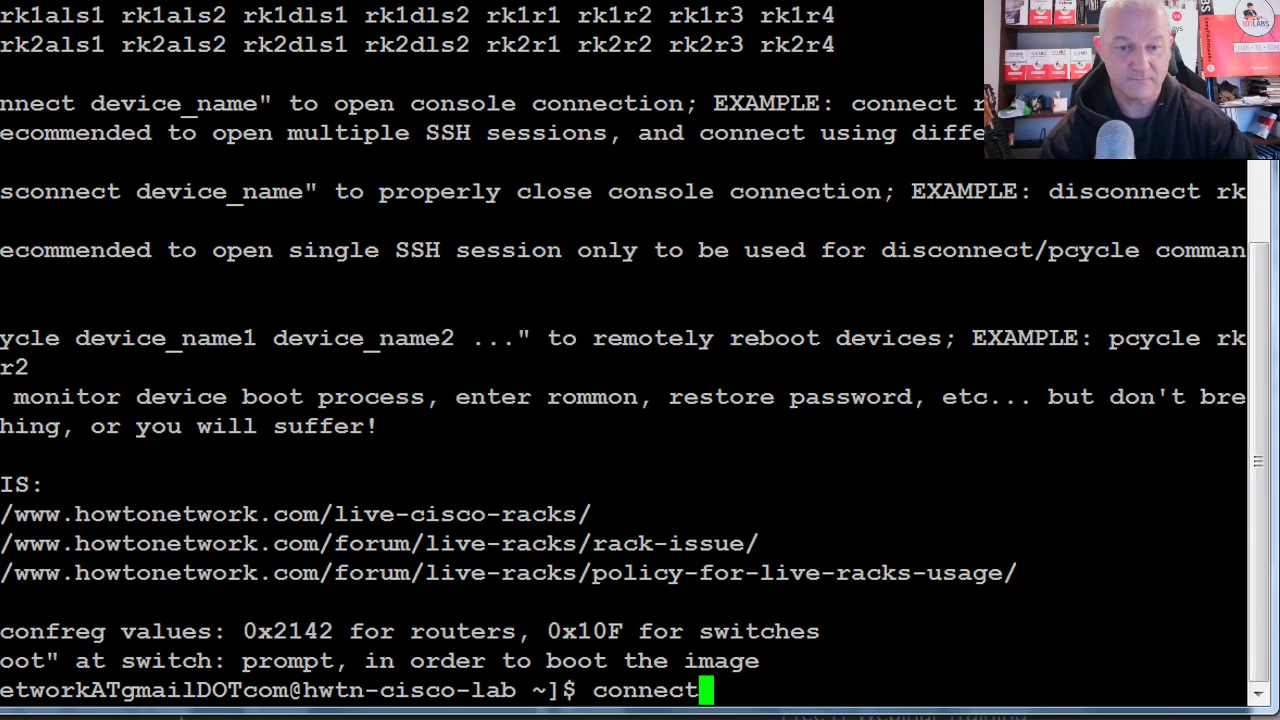 rk1als1 rk1als2 rk1dls1 rk1dls2 rk1r1 rk1r2 rk1r3 rk1r4
rk2als1 rk2als2 rk2dls1 rk2dls2 rk2r1 rk2r2 rk2r3 rk2r4
nnect device_name" to open console connection; EXAMPLE: connect r
ecommended to open multiple SSH sessions, and connect using diffe
sconnect device_name" to properly close console connection; EXAMPLE: disconnect rk
ecommended to open single SSH session only to be used for disconnect/pcycle comman
ycle device_name1 device_name2 ..." to remotely reboot devices; EXAMPLE: pcycle rk
r2
monitor device boot process, enter rommon, restore password, etc... but don't bre
hing, or you will suffer!
IS:
/www.howtonetwork.com/live-cisco-racks/
/www.howtonetwork.com/forum/live-racks/rack-issue/
/www.howtonetwork.com/forum/live-racks/policy-for-live-racks-usage/
confreg values: 0x2142 for routers, 0x10F for switches
oot" at switch: prompt, in order to boot the image
etworkATgmailDOTcom@hwtn-cisco-lab ~]$ connect